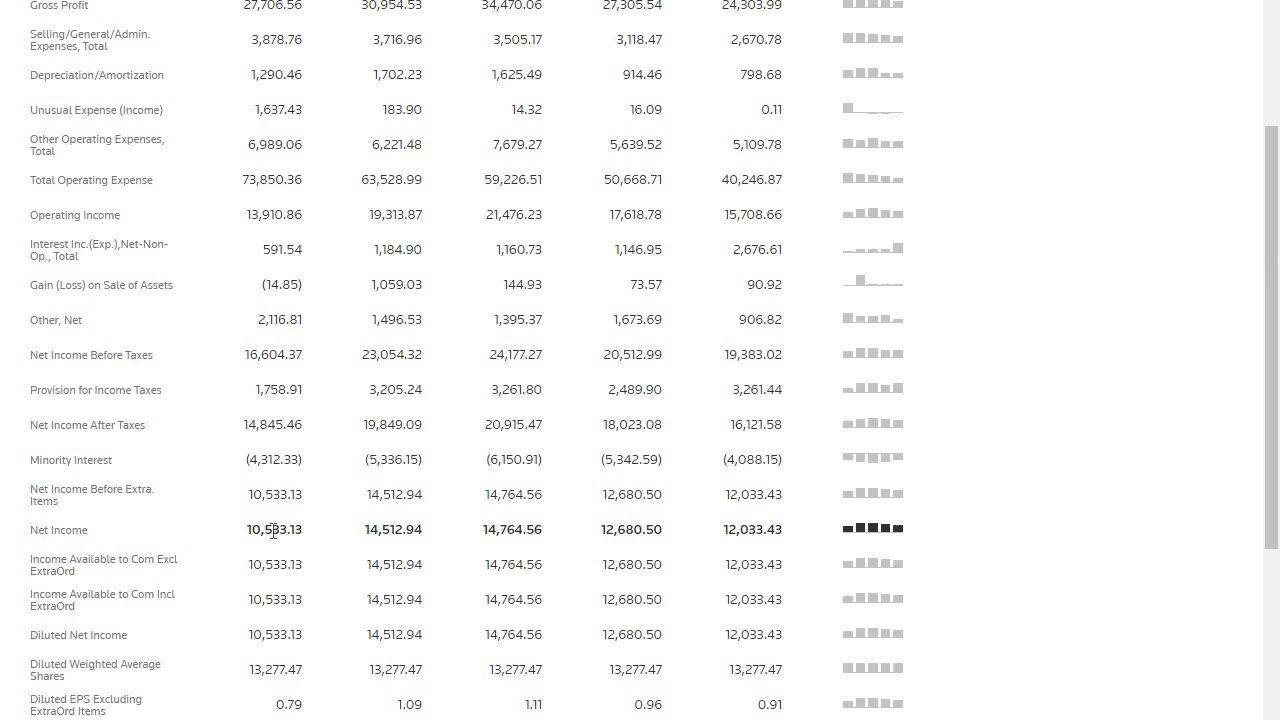 Gross Profit 27,706.56 30,954.53 34,470.06 27,305.54 24,303.99
Selling/General/Admin.
Expenses, Total 3,878.76 3,716.96 3,505.17 3,118.47 2,670.78
Depreciation/Amortization 1,290.46 1,702.23 1,625.49 914.46 798.68
Unusual Expense (Income) 1,637.43 183.90 14.32 16.09 0.11
Other Operating Expenses,
Total 6,989.06 6,221.48 7,679.27 5,639.52 5,109.78
Total Operating Expense 73,850.36 63,528.99 59,226.51 50,668.71 40,246.87
Operating Income 13,910.86 19,313.87 21,476.23 17,618.78 15,708.66
Interest Inc.(Exp.),Net-Non-
Op., Total 591.54 1,184.90 1,160.73 1,146.95 2,676.61
Gain (Loss) on Sale of Assets (14.85) 1,059.03 144.93 73.57 90.92
Other, Net 2,116.81 1,496.53 1,395.37 1,673.69 906.82
Net Income Before Taxes 16,604.37 23,054.32 24,177.27 20,512.99 19,383.02
Provision for Income Taxes 1,758.91 3,205.24 3,261.80 2,489.90 3,261.44
Net Income After Taxes 14,845.46 19,849.09 20,915.47 18,023.08 16,121.58
Minority Interest (4,312.33) (5,336.15) (6,150.91) (5,342.59) (4,088.15)
Net Income Before Extra.
Items 10,533.13 14,512.94 14,764.56 12,680.50 12,033.43
Net Income 10,533.13 14,512.94 14,764.56 12,680.50 12,033.43
Income Available to Com Excl
ExtraOrd 10,533.13 14,512.94 14,764.56 12,680.50 12,033.43
Income Available to Com Incl
ExtraOrd 10,533.13 14,512.94 14,764.56 12,680.50 12,033.43
Diluted Net Income 10,533.13 14,512.94 14,764.56 12,680.50 12,033.43
Diluted Weighted Average
Shares 13,277.47 13,277.47 13,277.47 13,277.47 13,277.47
Diluted EPS Excluding
ExtraOrd Items 0.79 1.09 1.11 0.96 0.91